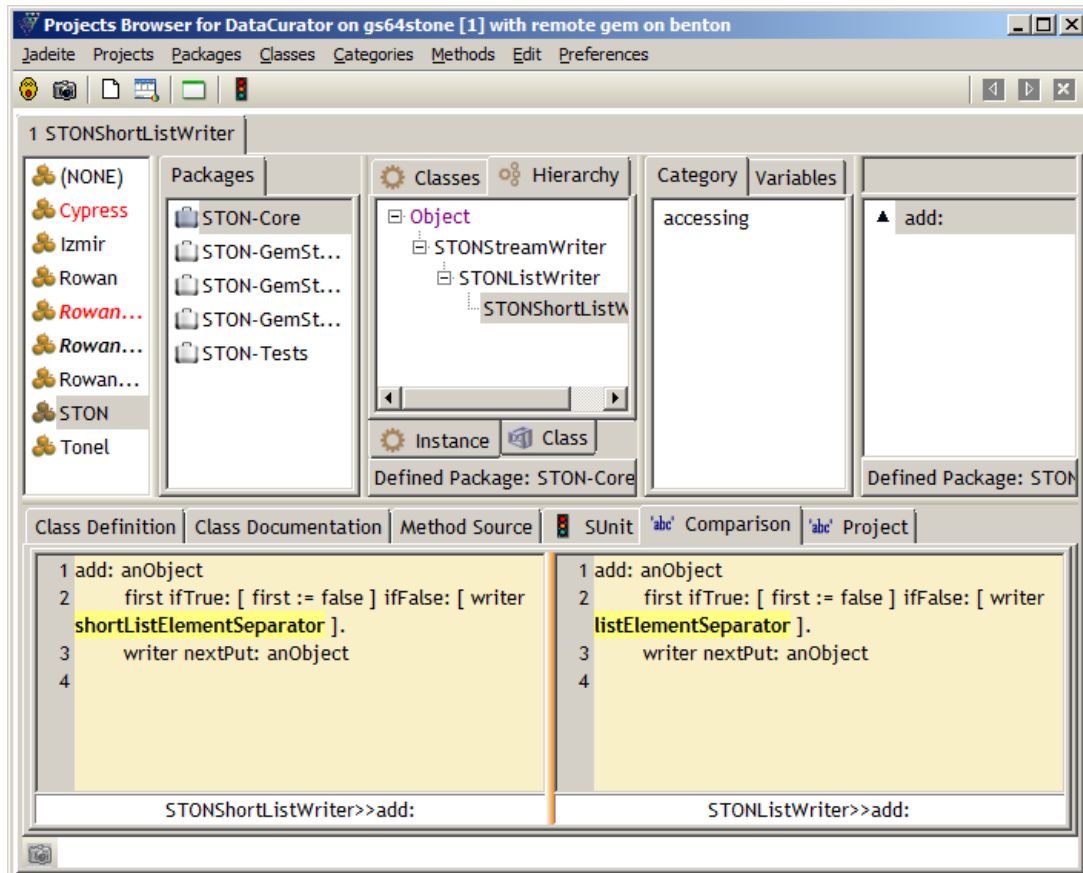 Projects Browser for DataCurator on gs64stone [1] with remote gem on benton
Jadeite Projects Packages Classes Categories Methods Edit Preferences
1 STONShortListWriter
(NONE)
Cypress
Izmir
Rowan
Rowan...
Rowan...
Rowan...
STON
Tonel
Packages
STON-Core
STON-GemSt...
STON-GemSt...
STON-GemSt...
STON-Tests
Classes Hierarchy
Object
STONStreamWriter
STONListWriter
STONShortListW
Instance Class
Defined Package: STON-Core
Category Variables
accessing
add:
Defined Package: STON
Class Definition Class Documentation Method Source SUnit 'abc' Comparison 'abc' Project
1 add: anObject
2 first ifTrue: [ first := false ] ifFalse: [ writer
shortListElementSeparator ].
3 writer nextPut: anObject
4
STONShortListWriter>>add:
1 add: anObject
2 first ifTrue: [ first := false ] ifFalse: [ writer
listElementSeparator ].
3 writer nextPut: anObject
4
STONListWriter>>add: